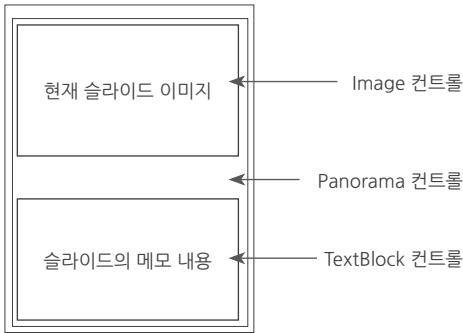 현재 슬라이드 이미지
Image 컨트롤
Panorama 컨트롤
슬라이드의 메모 내용
TextBlock 컨트롤